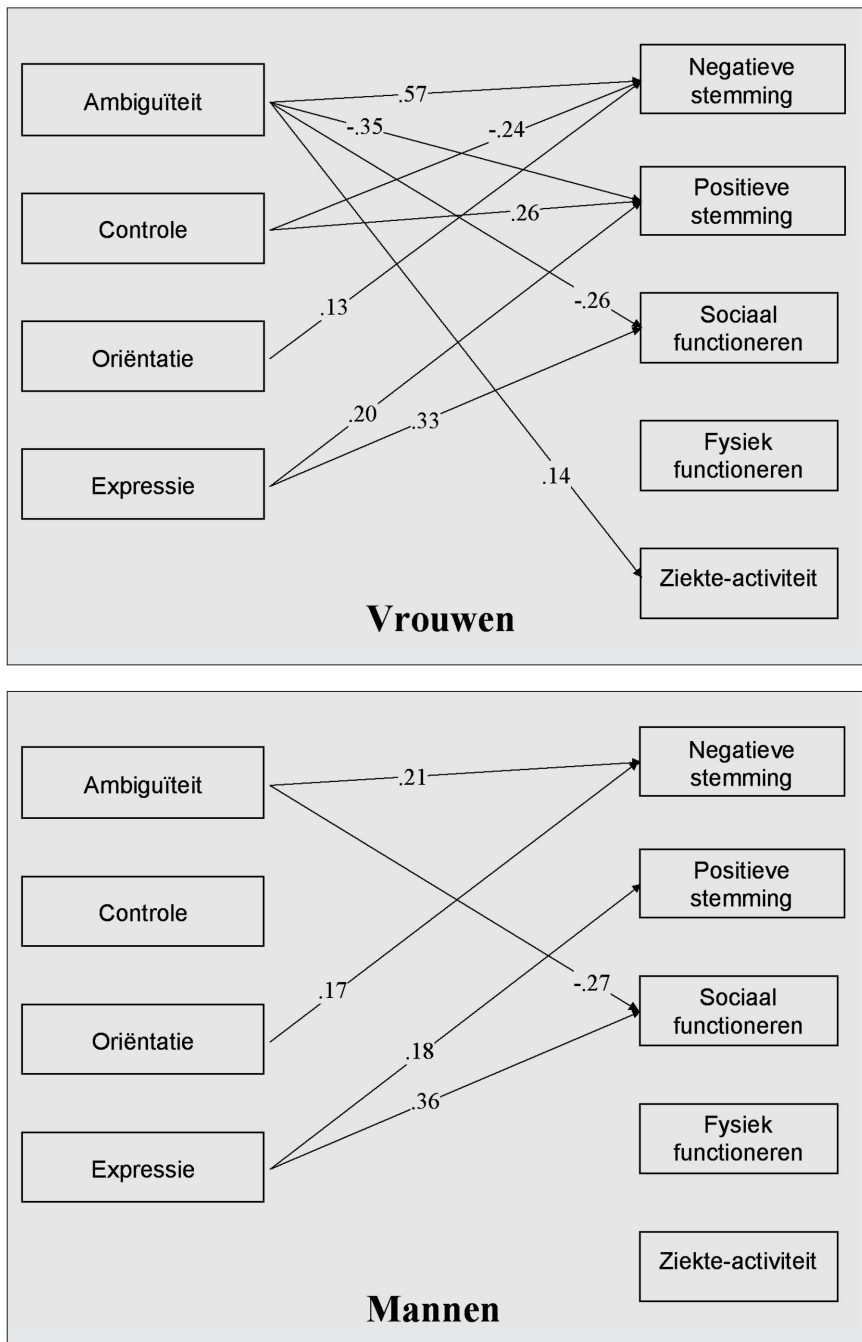 Ambiguïteit
Controle
Oriëntatie
Expressie
.57
-.35
-.24
.26
.13
-.26
.20
.33
.14
Negatieve
stemming
Positieve
stemming
Sociaal
functioneren
Fysiek
functioneren
Ziekte-activiteit
Vrouwen
Ambiguïteit
Controle
Oriëntatie
Expressie
.21
.17
-.27
.18
.36
Negatieve
stemming
Positieve
stemming
Sociaal
functioneren
Fysiek
functioneren
Ziekte-activiteit
Mannen